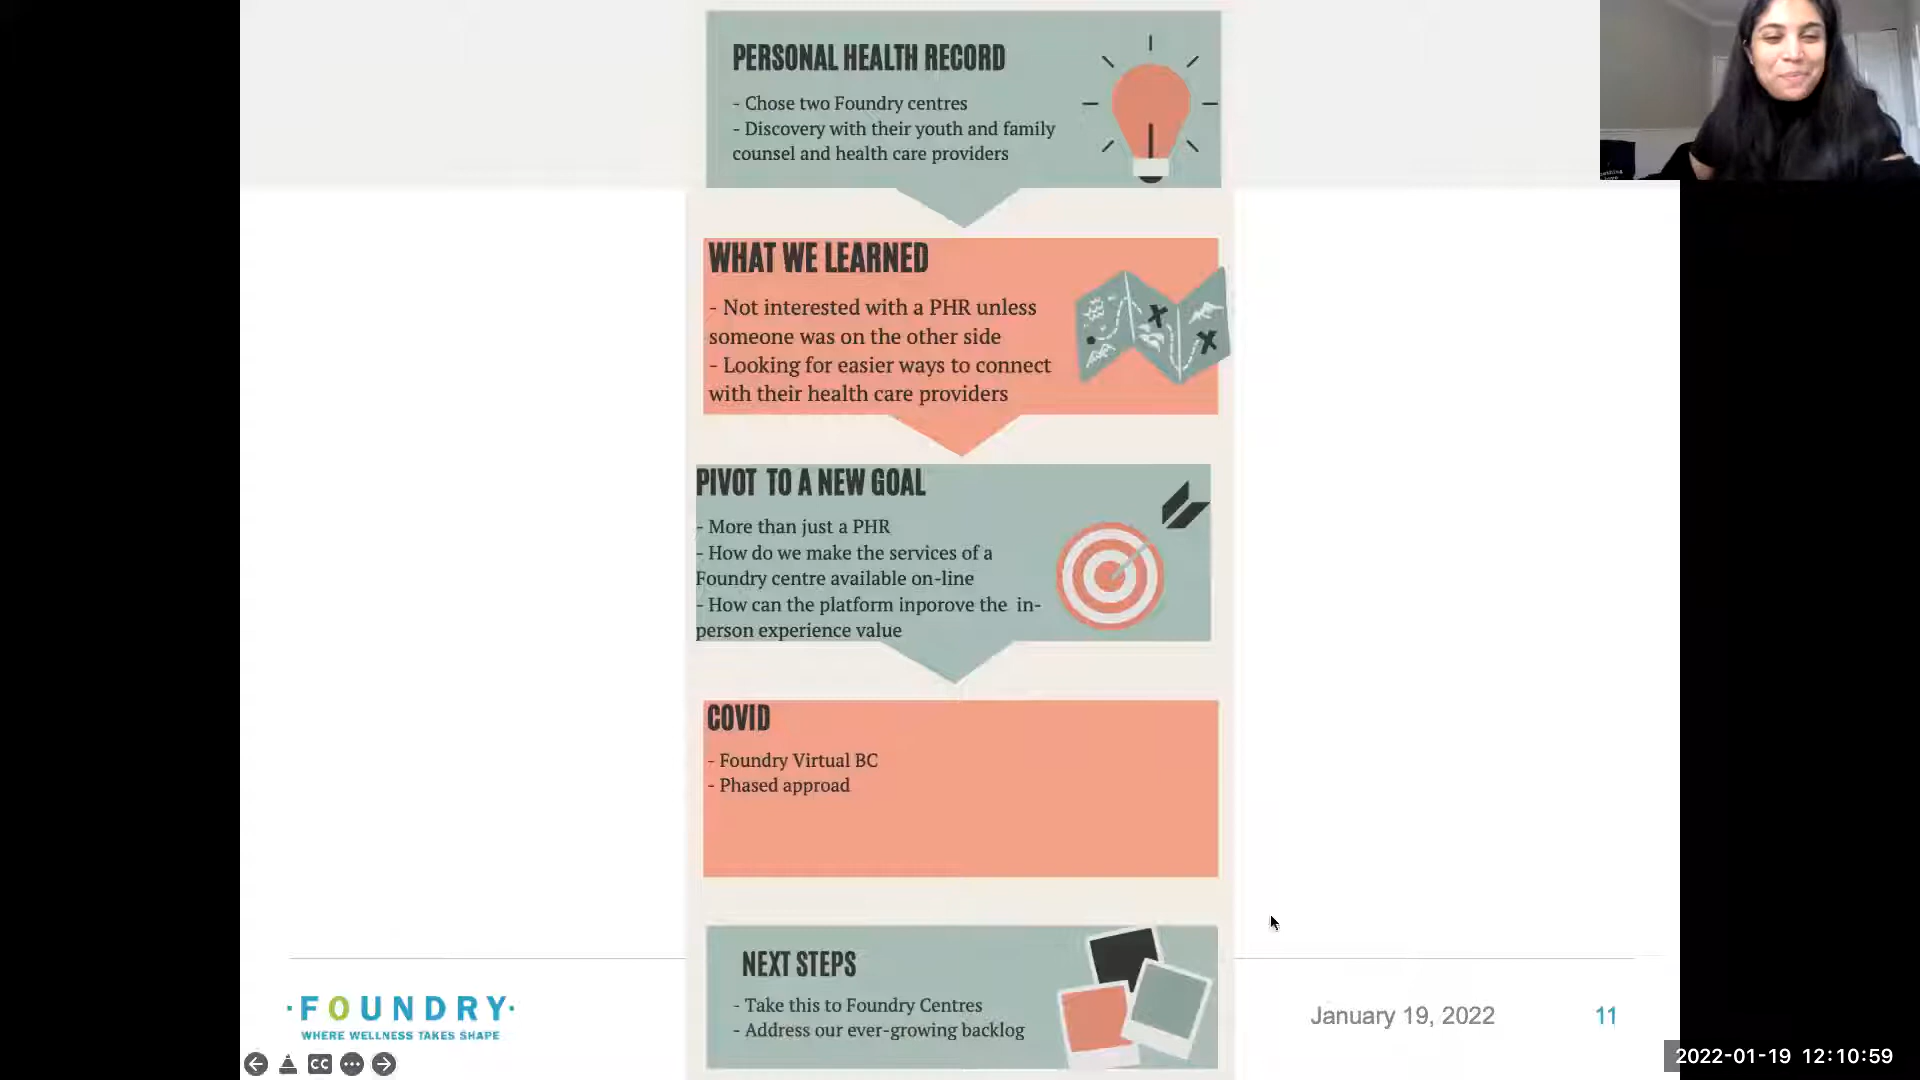 PERSONAL HEALTH RECORD
- Chose two Foundry centres
- Discovery with their youth and family
counsel and health care providers
WHAT WE LEARNED
- Not interested with a PHR unless
someone was on the other side
- Looking for easier ways to connect
with their health care providers
PIVOT TO A NEW GOAL
- More than just a PHR
- How do we make the services of a
Foundry centre available on-line
- How can the platform inporove the in-
person experience value
COVID
- Foundry Virtual BC
- Phased approad
NEXT STEPS
- Take this to Foundry Centres
- Address our ever-growing backlog
·FOUNDRY·
WHERE WELLNESS TAKES SHAPE
January 19, 2022
11
CC
2022-01-19 12:10:59